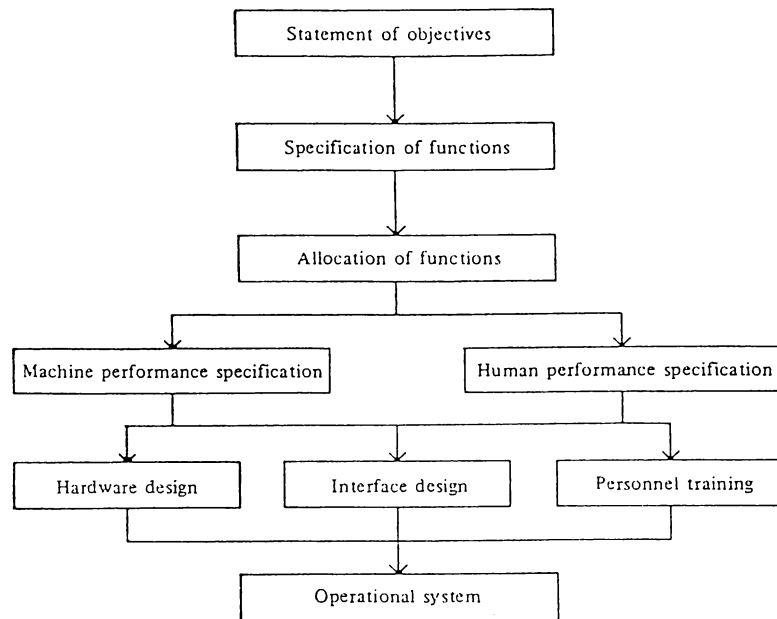 Statement of objectives
Specification of functions
Allocation of functions
Machine performance specification
Human performance specification
Hardware design
Interface design
Personnel training
Operational system